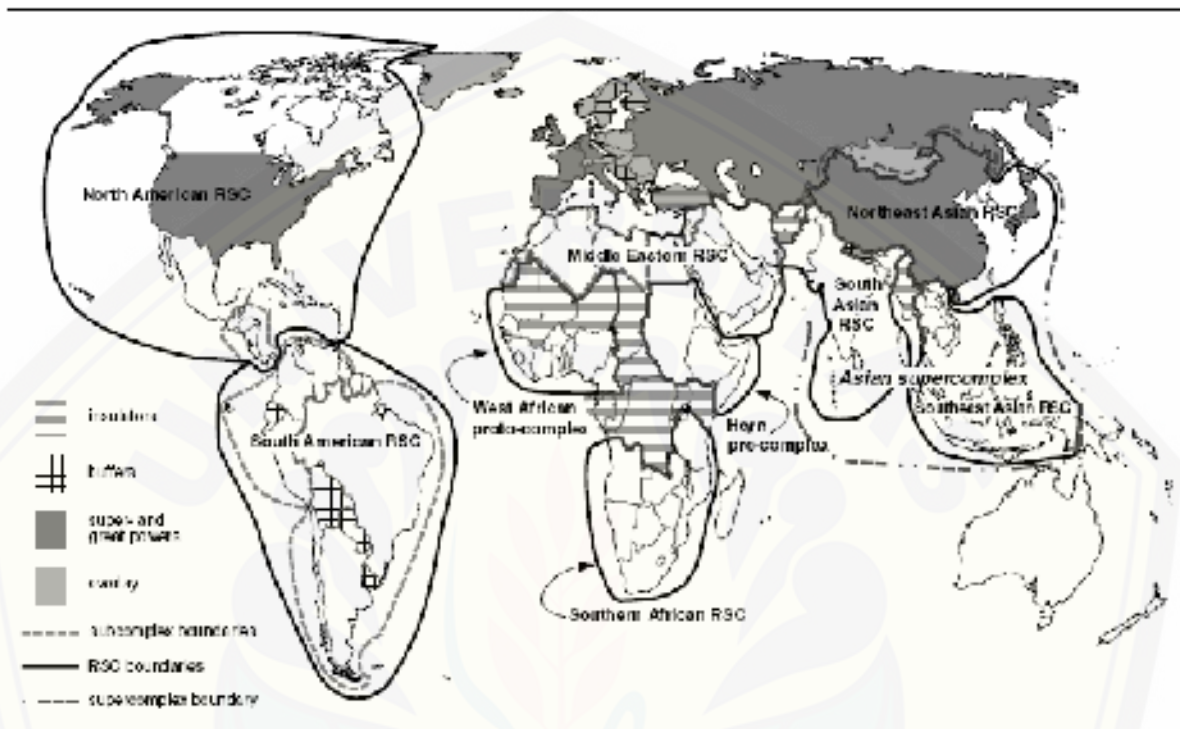 North American RSC
Northeast Asian RSC
Middle Eastern RSC
South
Asian
RSC
Asian supercomplex
Southeast Asian RSC
West African
proto-complex
Horn
pre-complex
South American RSC
Southern African RSC
insulators
buffers
super- and
great powers
overlay
subcomplex boundaries
RSC boundaries
supercomplex boundary